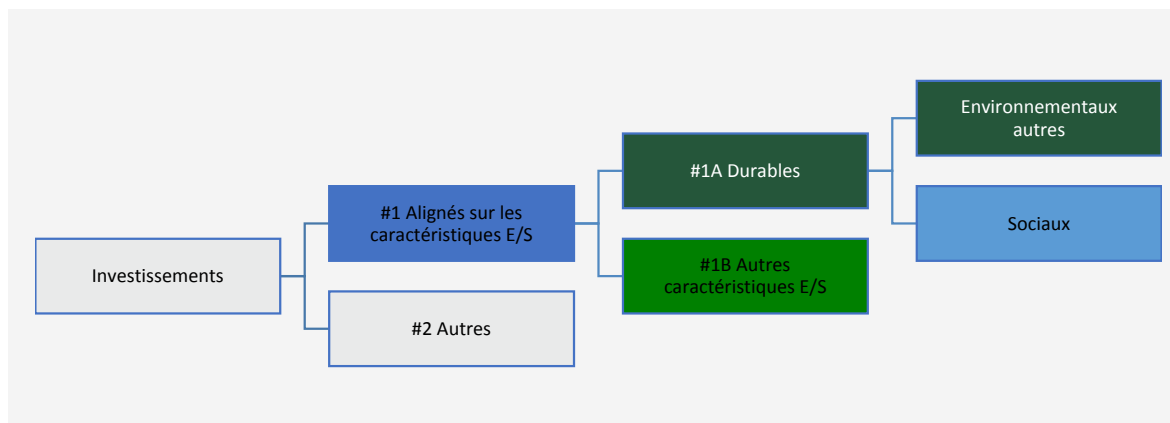 Investissements
#1 Alignés sur les
caractéristiques E/S
#2 Autres
#1A Durables
#1B Autres
caractéristiques E/S
Environnementaux
autres
Sociaux